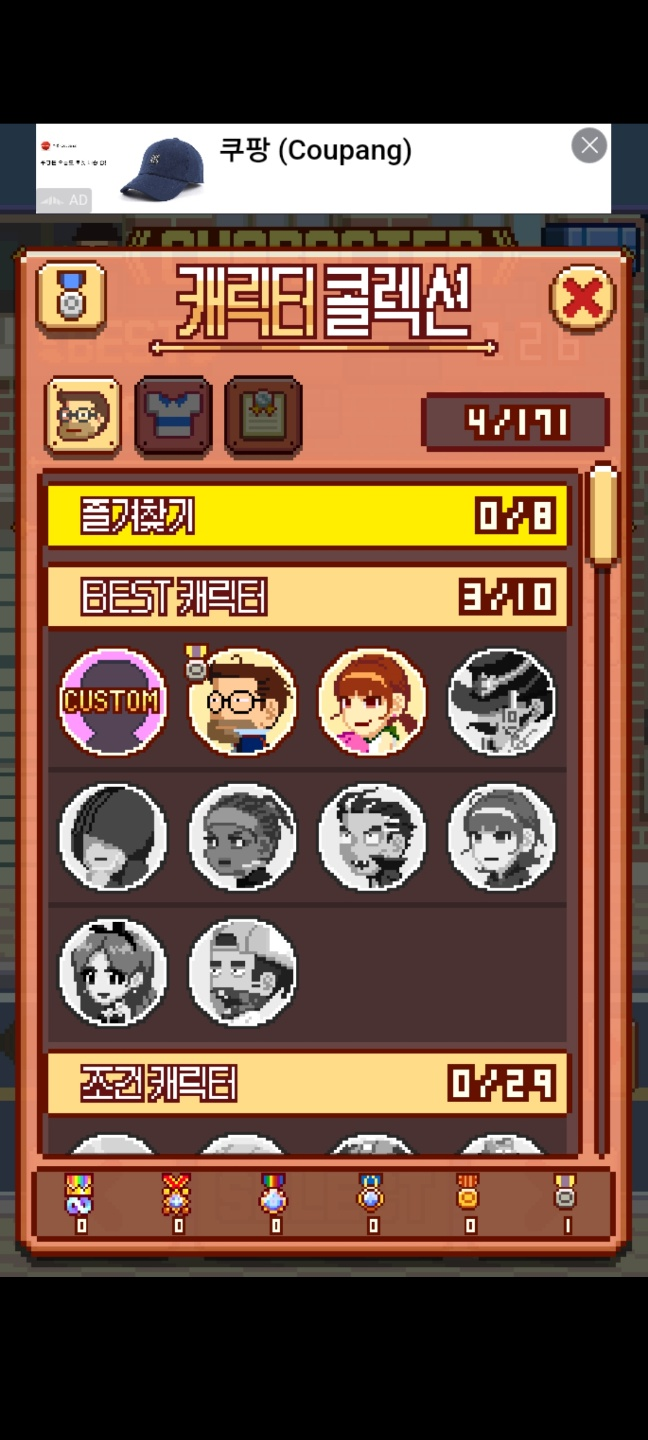 쿠팡 (Coupang)
AD
캐릭터 콜렉션
4/171
즐겨찾기 0/8
BEST 캐릭터 3/10
CUSTOM
조건 캐릭터 0/29
0 0 0 0 0 1